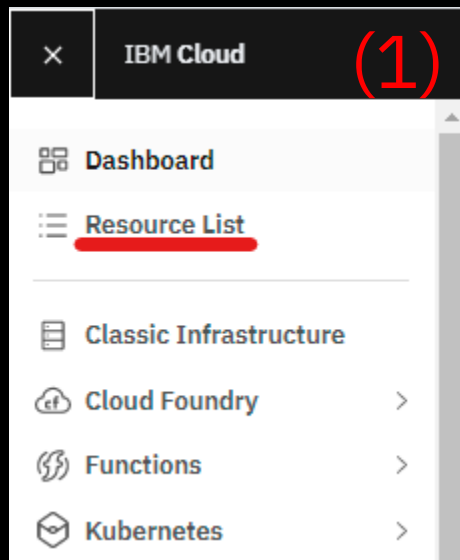 IBM Cloud (1)
Dashboard
Resource List
Classic Infrastructure
Cloud Foundry
Functions
Kubernetes